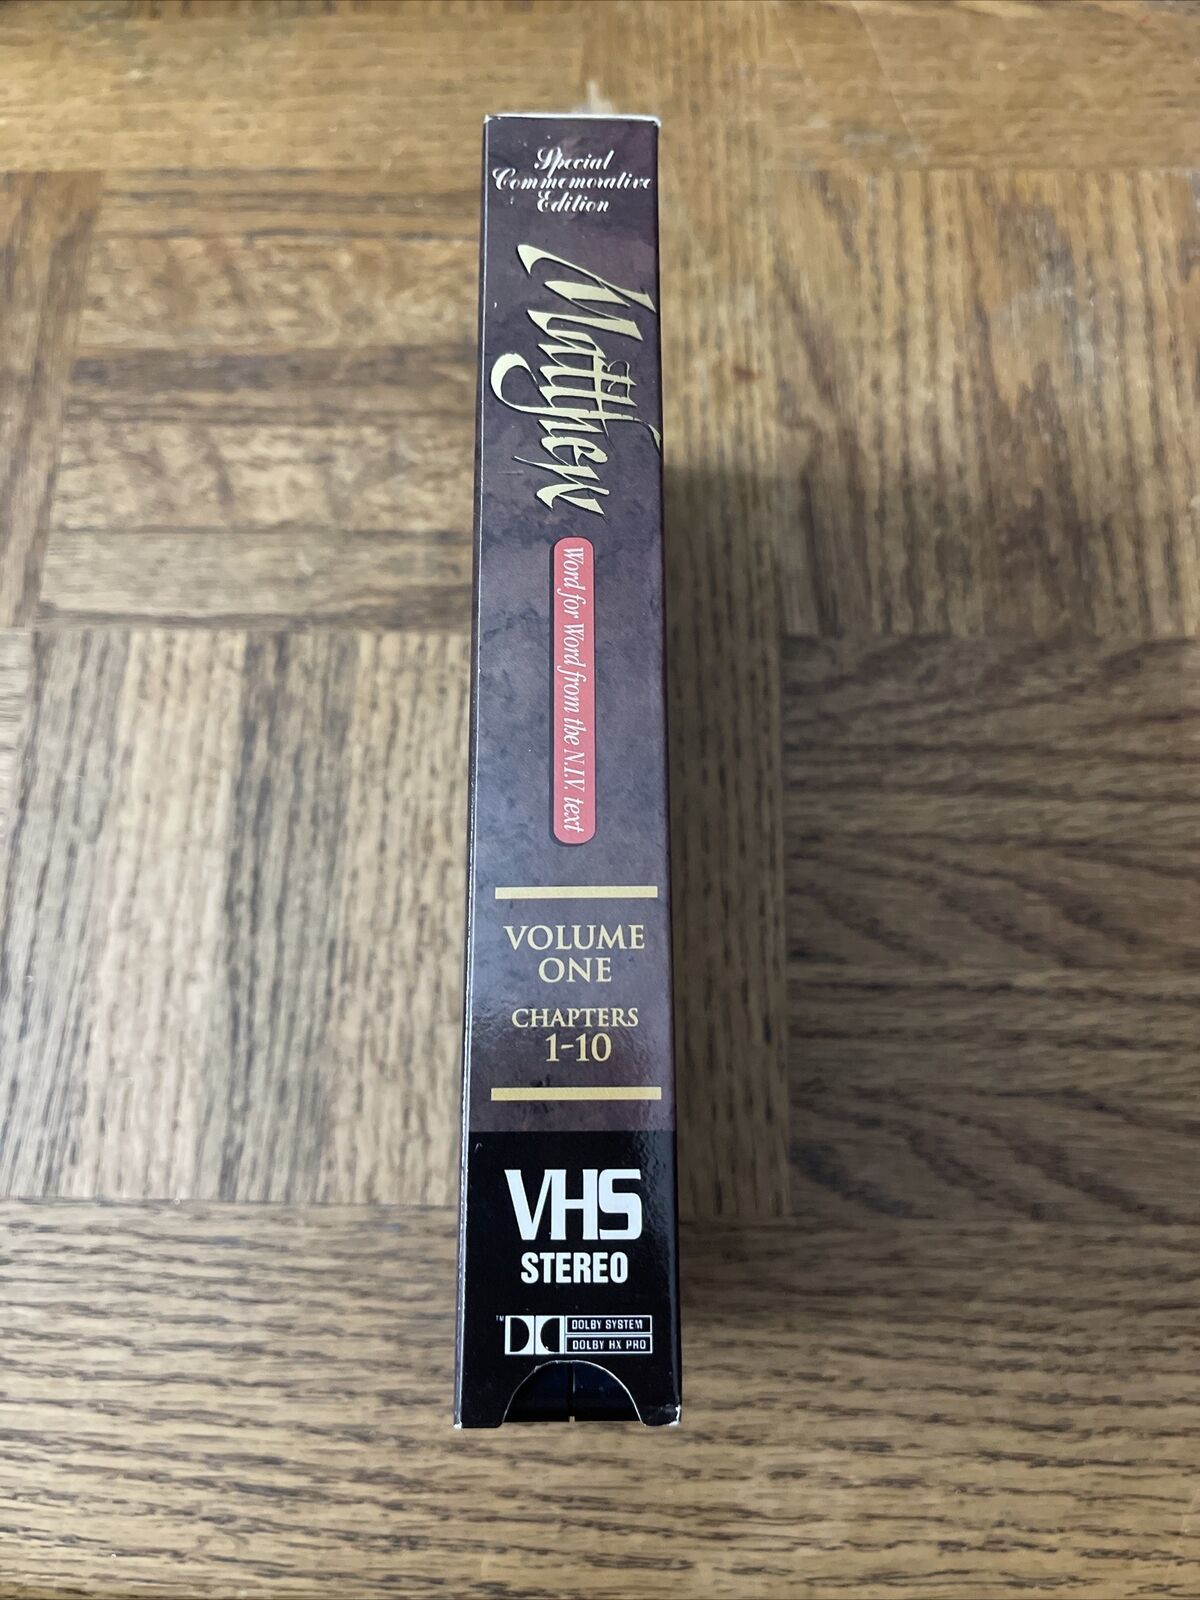 Special
Commemorative
Edition
Matthew
Word for Word from the N.I.V. text
VOLUME
ONE
CHAPTERS
1-10
VHS
STEREO
™
DOLBY SYSTEM
DOLBY HX PRO